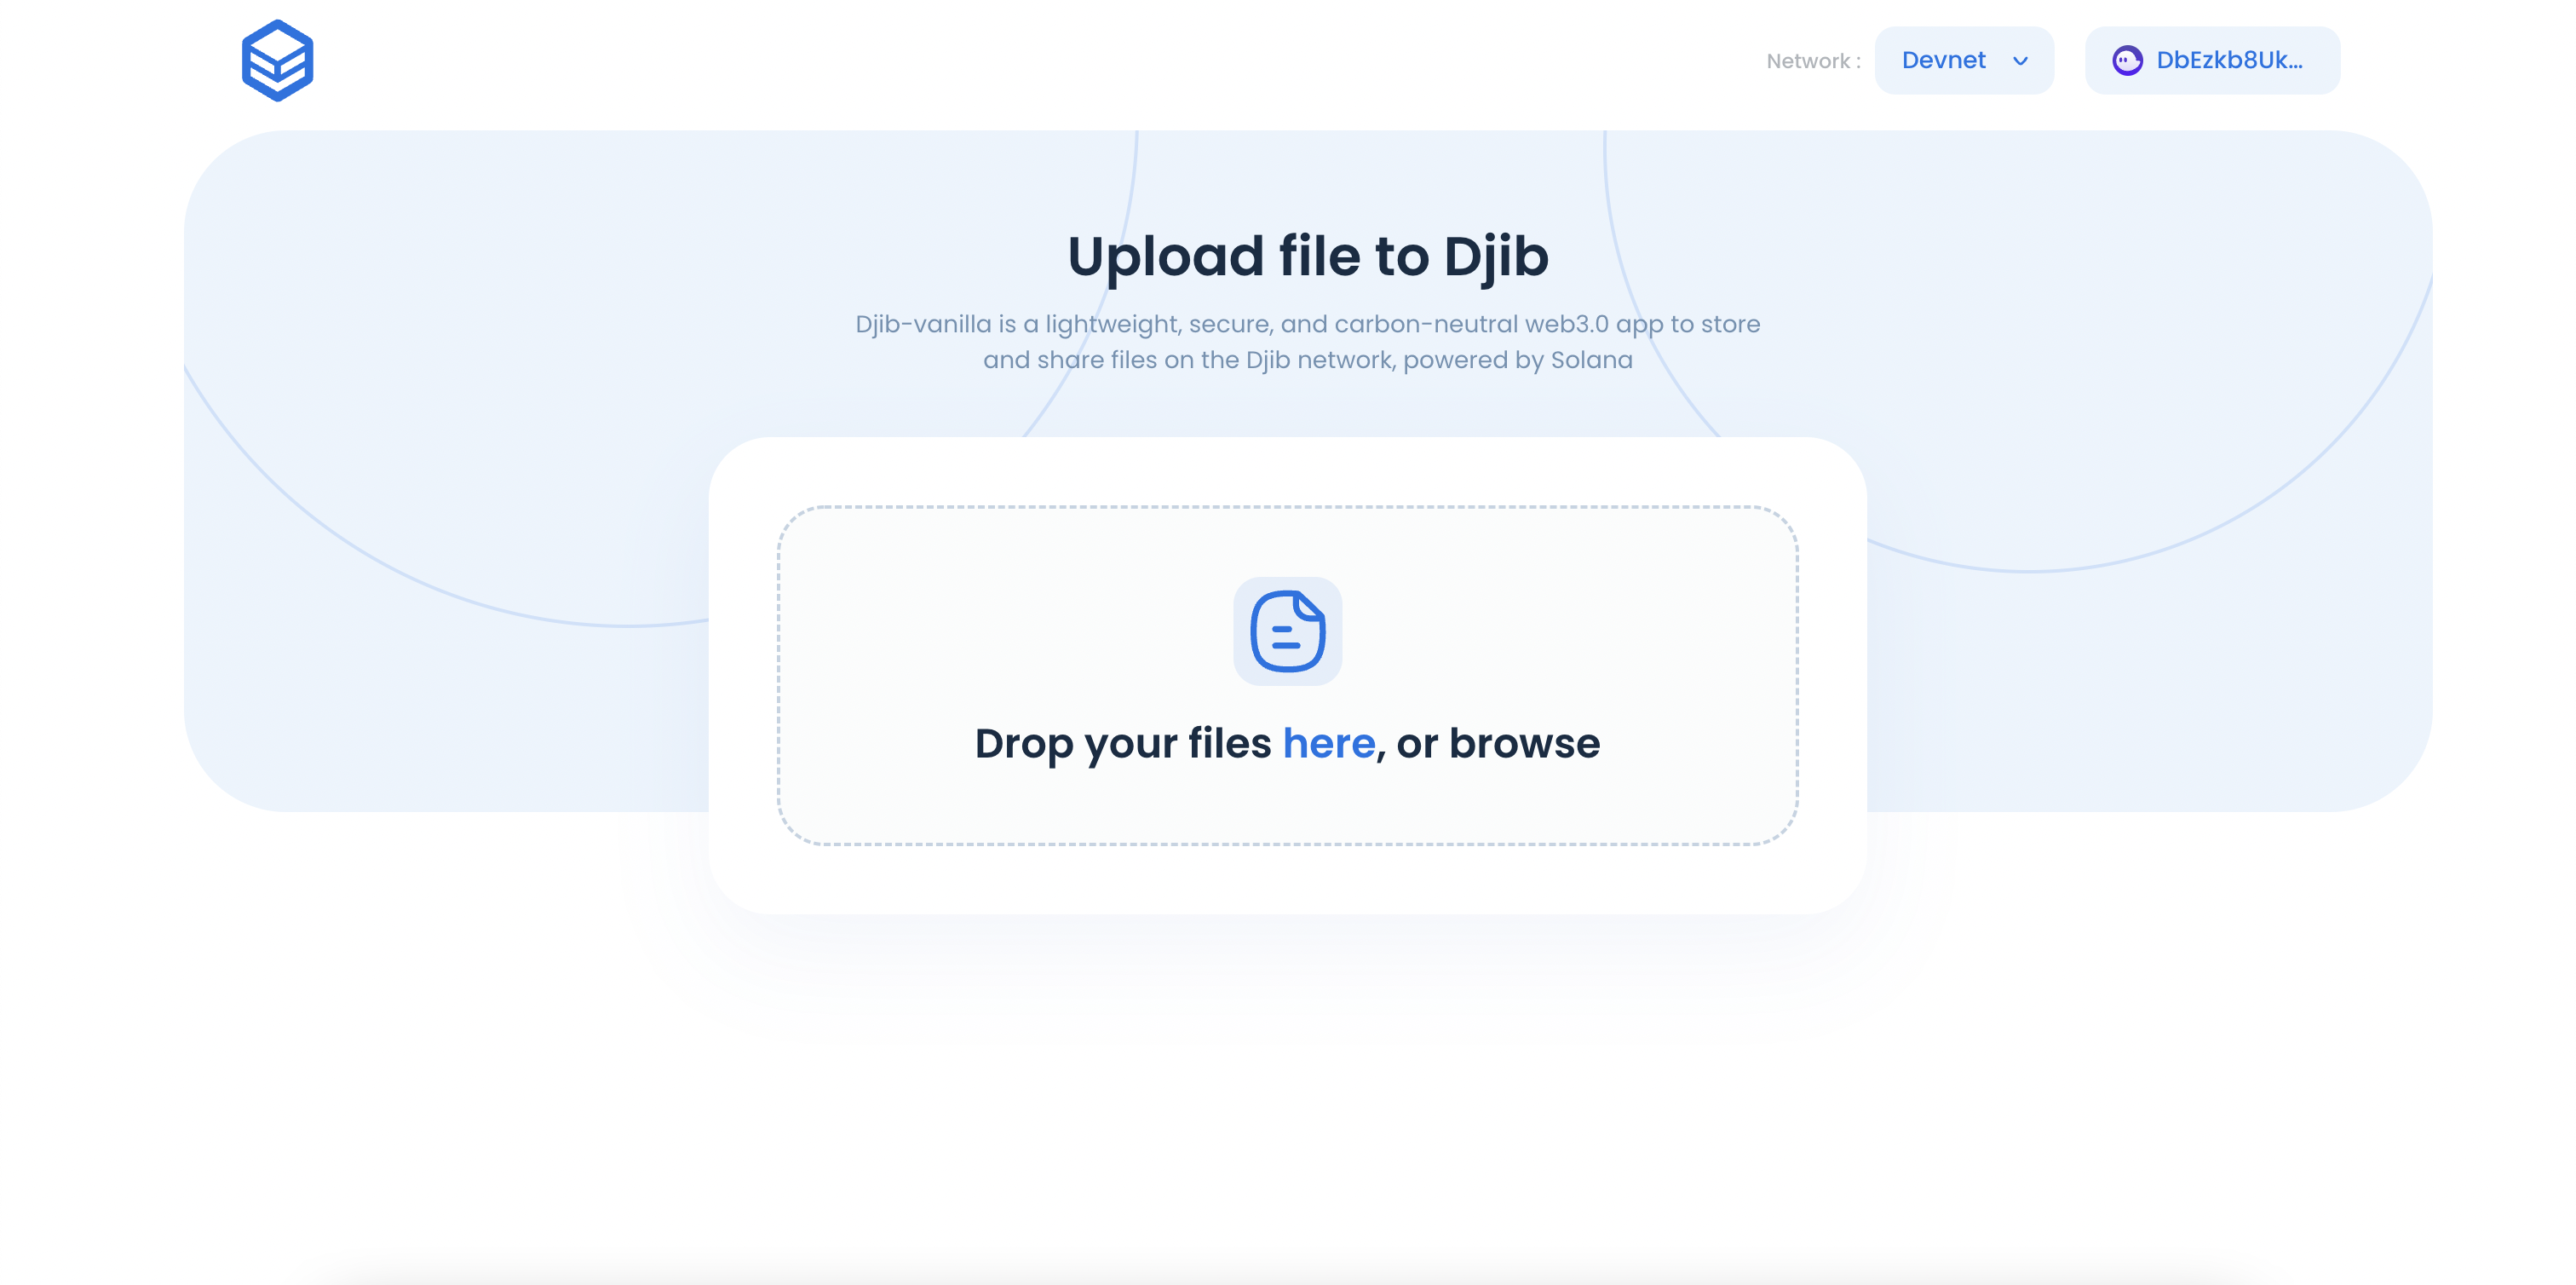 Network :
Devnet
DbEzkb8Uk...
Upload file to Djib
Djib-vanilla is a lightweight, secure, and carbon-neutral web3.0 app to store
and share files on the Djib network, powered by Solana
Drop your files here, or browse